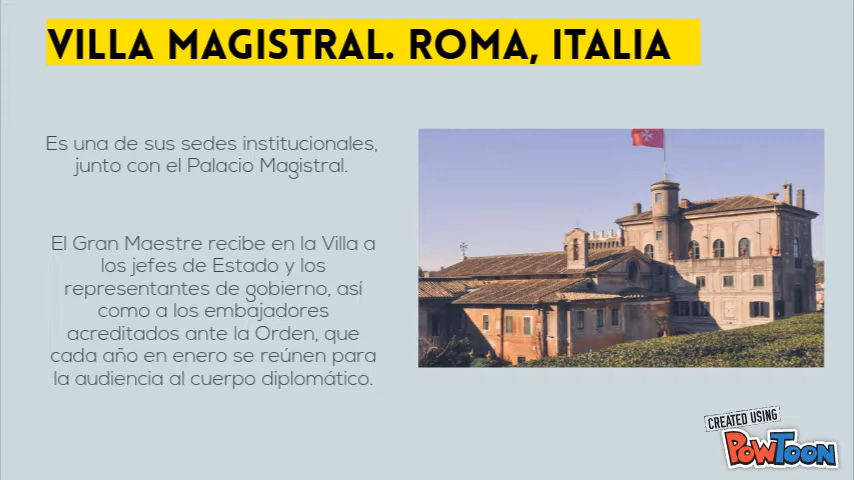 VILLA MAGISTRAL. ROMA, ITALIA
Es una de sus sedes institucionales,
junto con el Palacio Magistral.
El Gran Maestre recibe en la Villa a
los jefes de Estado y los
representantes de gobierno, así
como a los embajadores
acreditados ante la Orden, que
cada año en enero se reúnen para
la audiencia al cuerpo diplomático.
CREATED USING
POWTOON